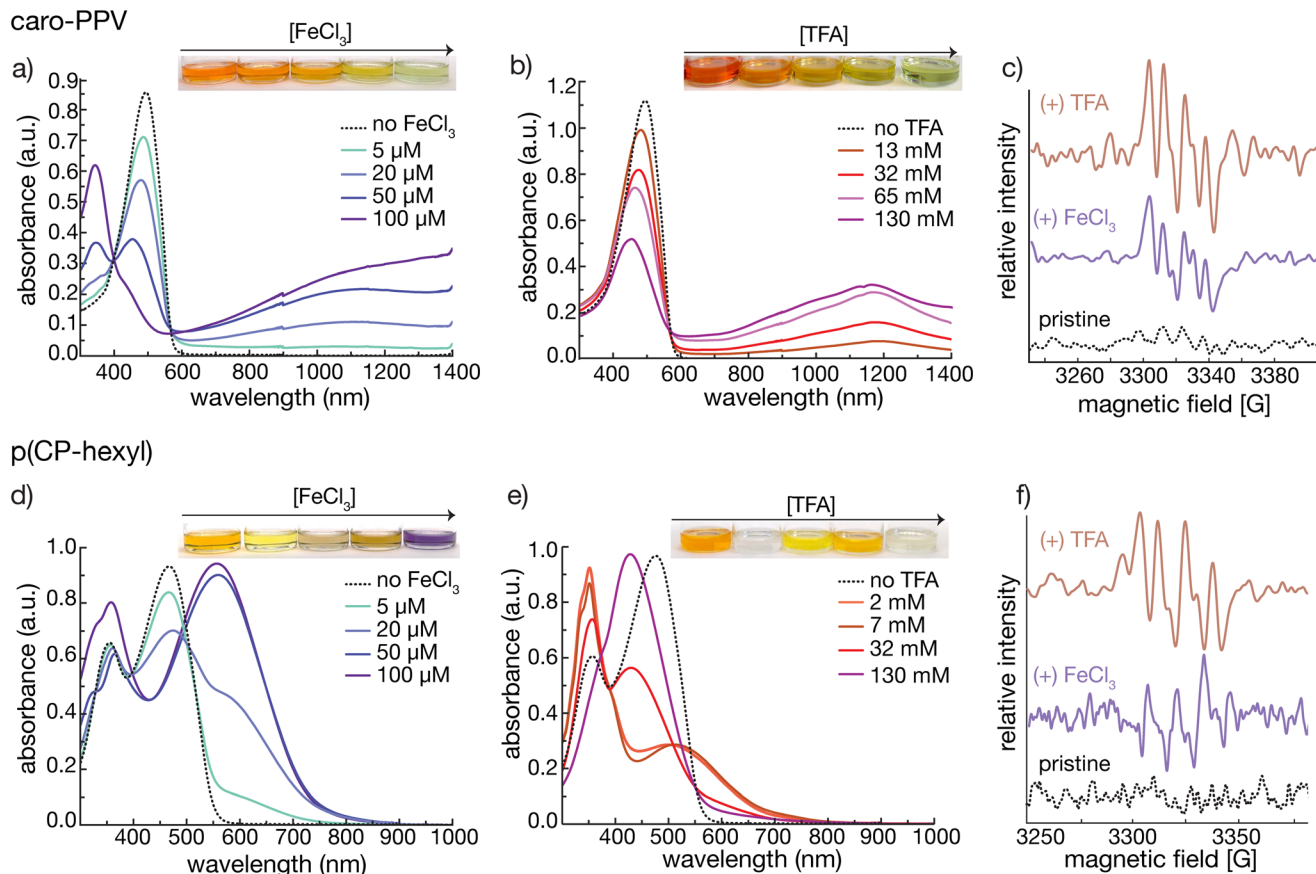 caro-PPV
a)
[FeCl₃]
absorbance (a.u.)
0.9
0.8
0.7
0.6
0.5
0.4
0.3
0.2
0.1
0.0
no FeCl₃
5 µM
20 µM
50 µM
100 µM
400 600 800 1000 1200 1400
wavelength (nm)
b)
[TFA]
absorbance (a.u.)
1.2
1.0
0.8
0.6
0.4
0.2
0.0
no TFA
13 mM
32 mM
65 mM
130 mM
400 600 800 1000 1200 1400
wavelength (nm)
c)
relative intensity
(+) TFA
(+) FeCl₃
pristine
3260 3300 3340 3380
magnetic field [G]
p(CP-hexyl)
d)
[FeCl₃]
absorbance (a.u.)
1.0
0.8
0.6
0.4
0.2
0.0
no FeCl₃
5 µM
20 µM
50 µM
100 µM
400 500 600 700 800 900 1000
wavelength (nm)
e)
[TFA]
absorbance (a.u.)
1.0
0.8
0.6
0.4
0.2
0.0
no TFA
2 mM
7 mM
32 mM
130 mM
400 500 600 700 800 900 1000
wavelength (nm)
f)
relative intensity
(+) TFA
(+) FeCl₃
pristine
3250 3300 3350
magnetic field [G]